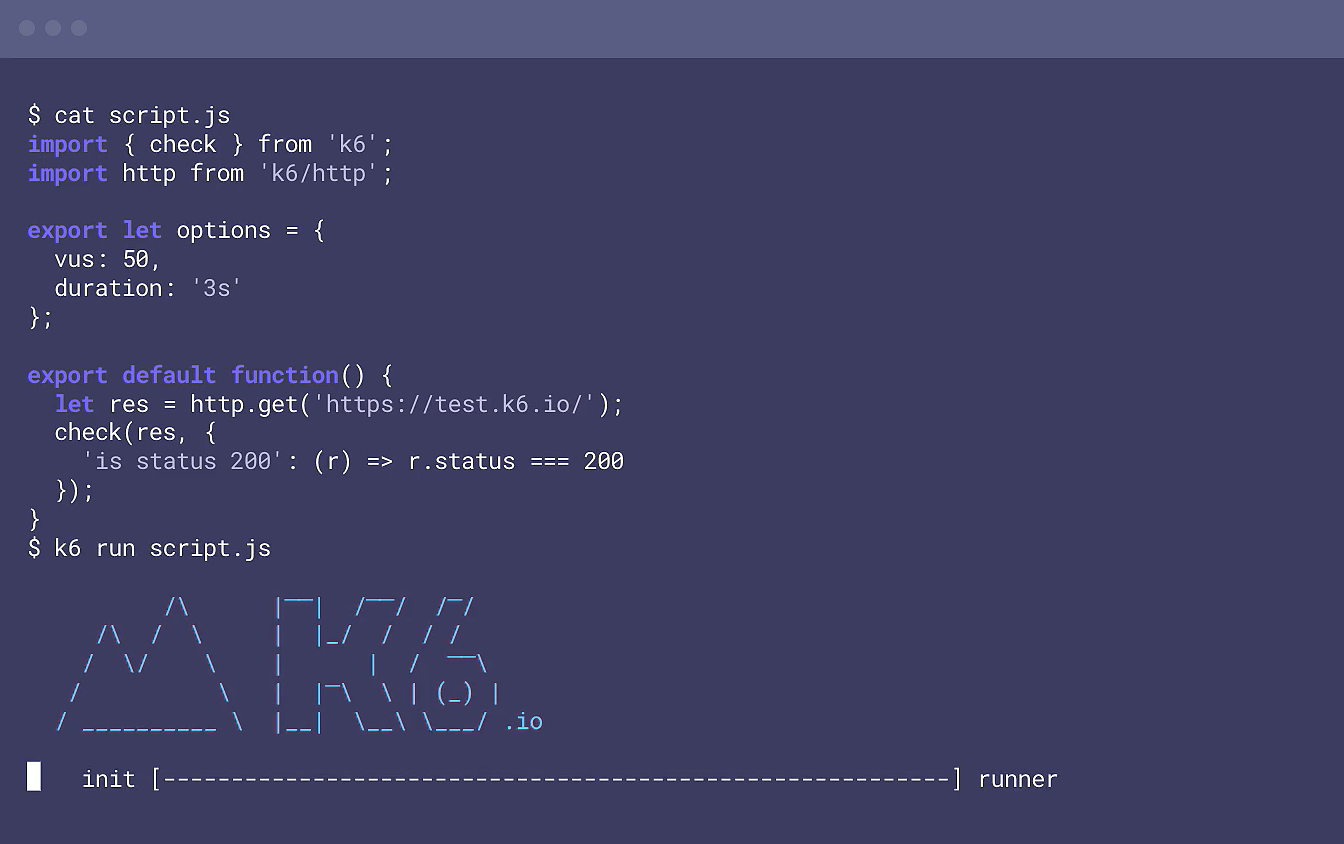 $ cat script.js
import { check } from 'k6';
import http from 'k6/http';

export let options = {
  vus: 50,
  duration: '3s'
};

export default function() {
  let res = http.get('https://test.k6.io/');
  check(res, {
    'is status 200': (r) => r.status === 200
  });
}
$ k6 run script.js

          /\      |‾‾|  /‾‾/  /‾/
     /\  /  \     |  |_/  /  / /
    /  \/    \    |      |  /  ‾‾\
   /          \   |  |‾\  \ | (_) |
  / __________ \  |__|  \__\ \___/ .io

    init [----------------------------------------------------------] runner